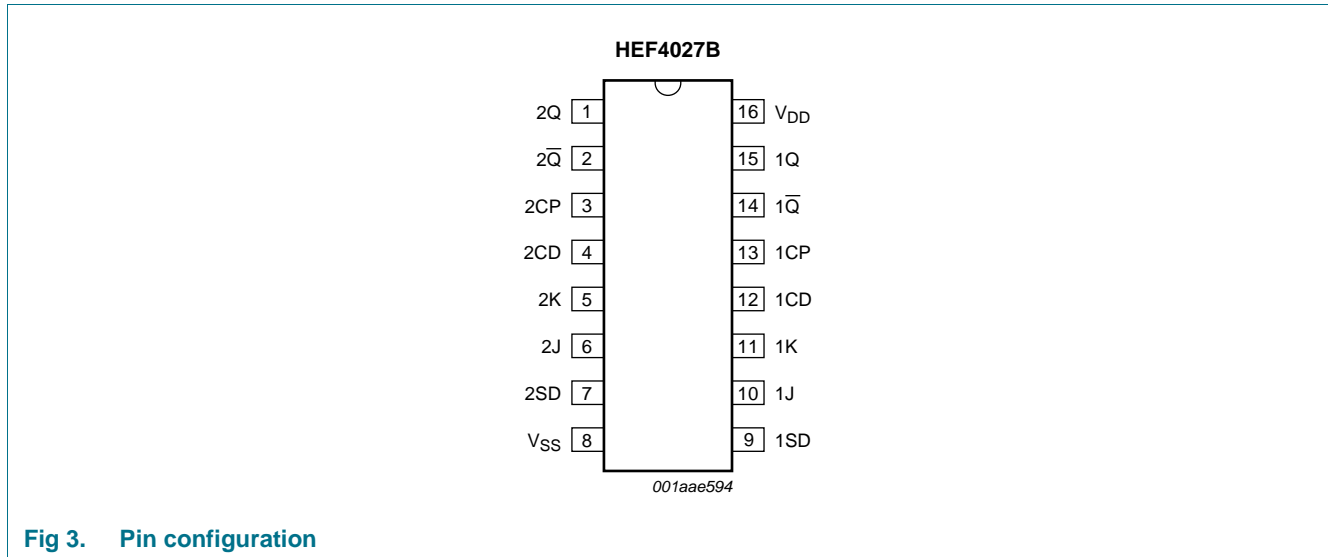 HEF4027B
2Q 1 16 VDD
2Q̅ 2 15 1Q
2CP 3 14 1Q̅
2CD 4 13 1CP
2K 5 12 1CD
2J 6 11 1K
2SD 7 10 1J
VSS 8 9 1SD
001aae594
Fig 3. Pin configuration